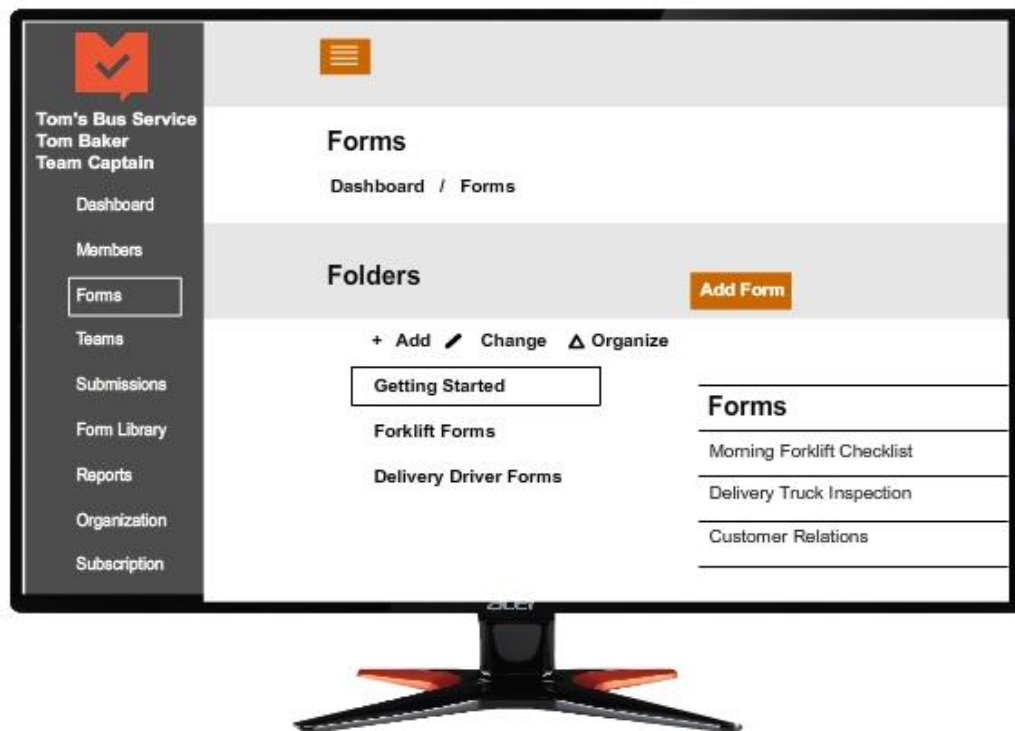 Tom's Bus Service
Tom Baker
Team Captain
Dashboard
Members
Forms
Teams
Submissions
Form Library
Reports
Organization
Subscription
Forms
Dashboard / Forms
Folders
Add Form
+ Add Change Organize
Getting Started
Forklift Forms
Delivery Driver Forms
Forms
Morning Forklift Checklist
Delivery Truck Inspection
Customer Relations
acer